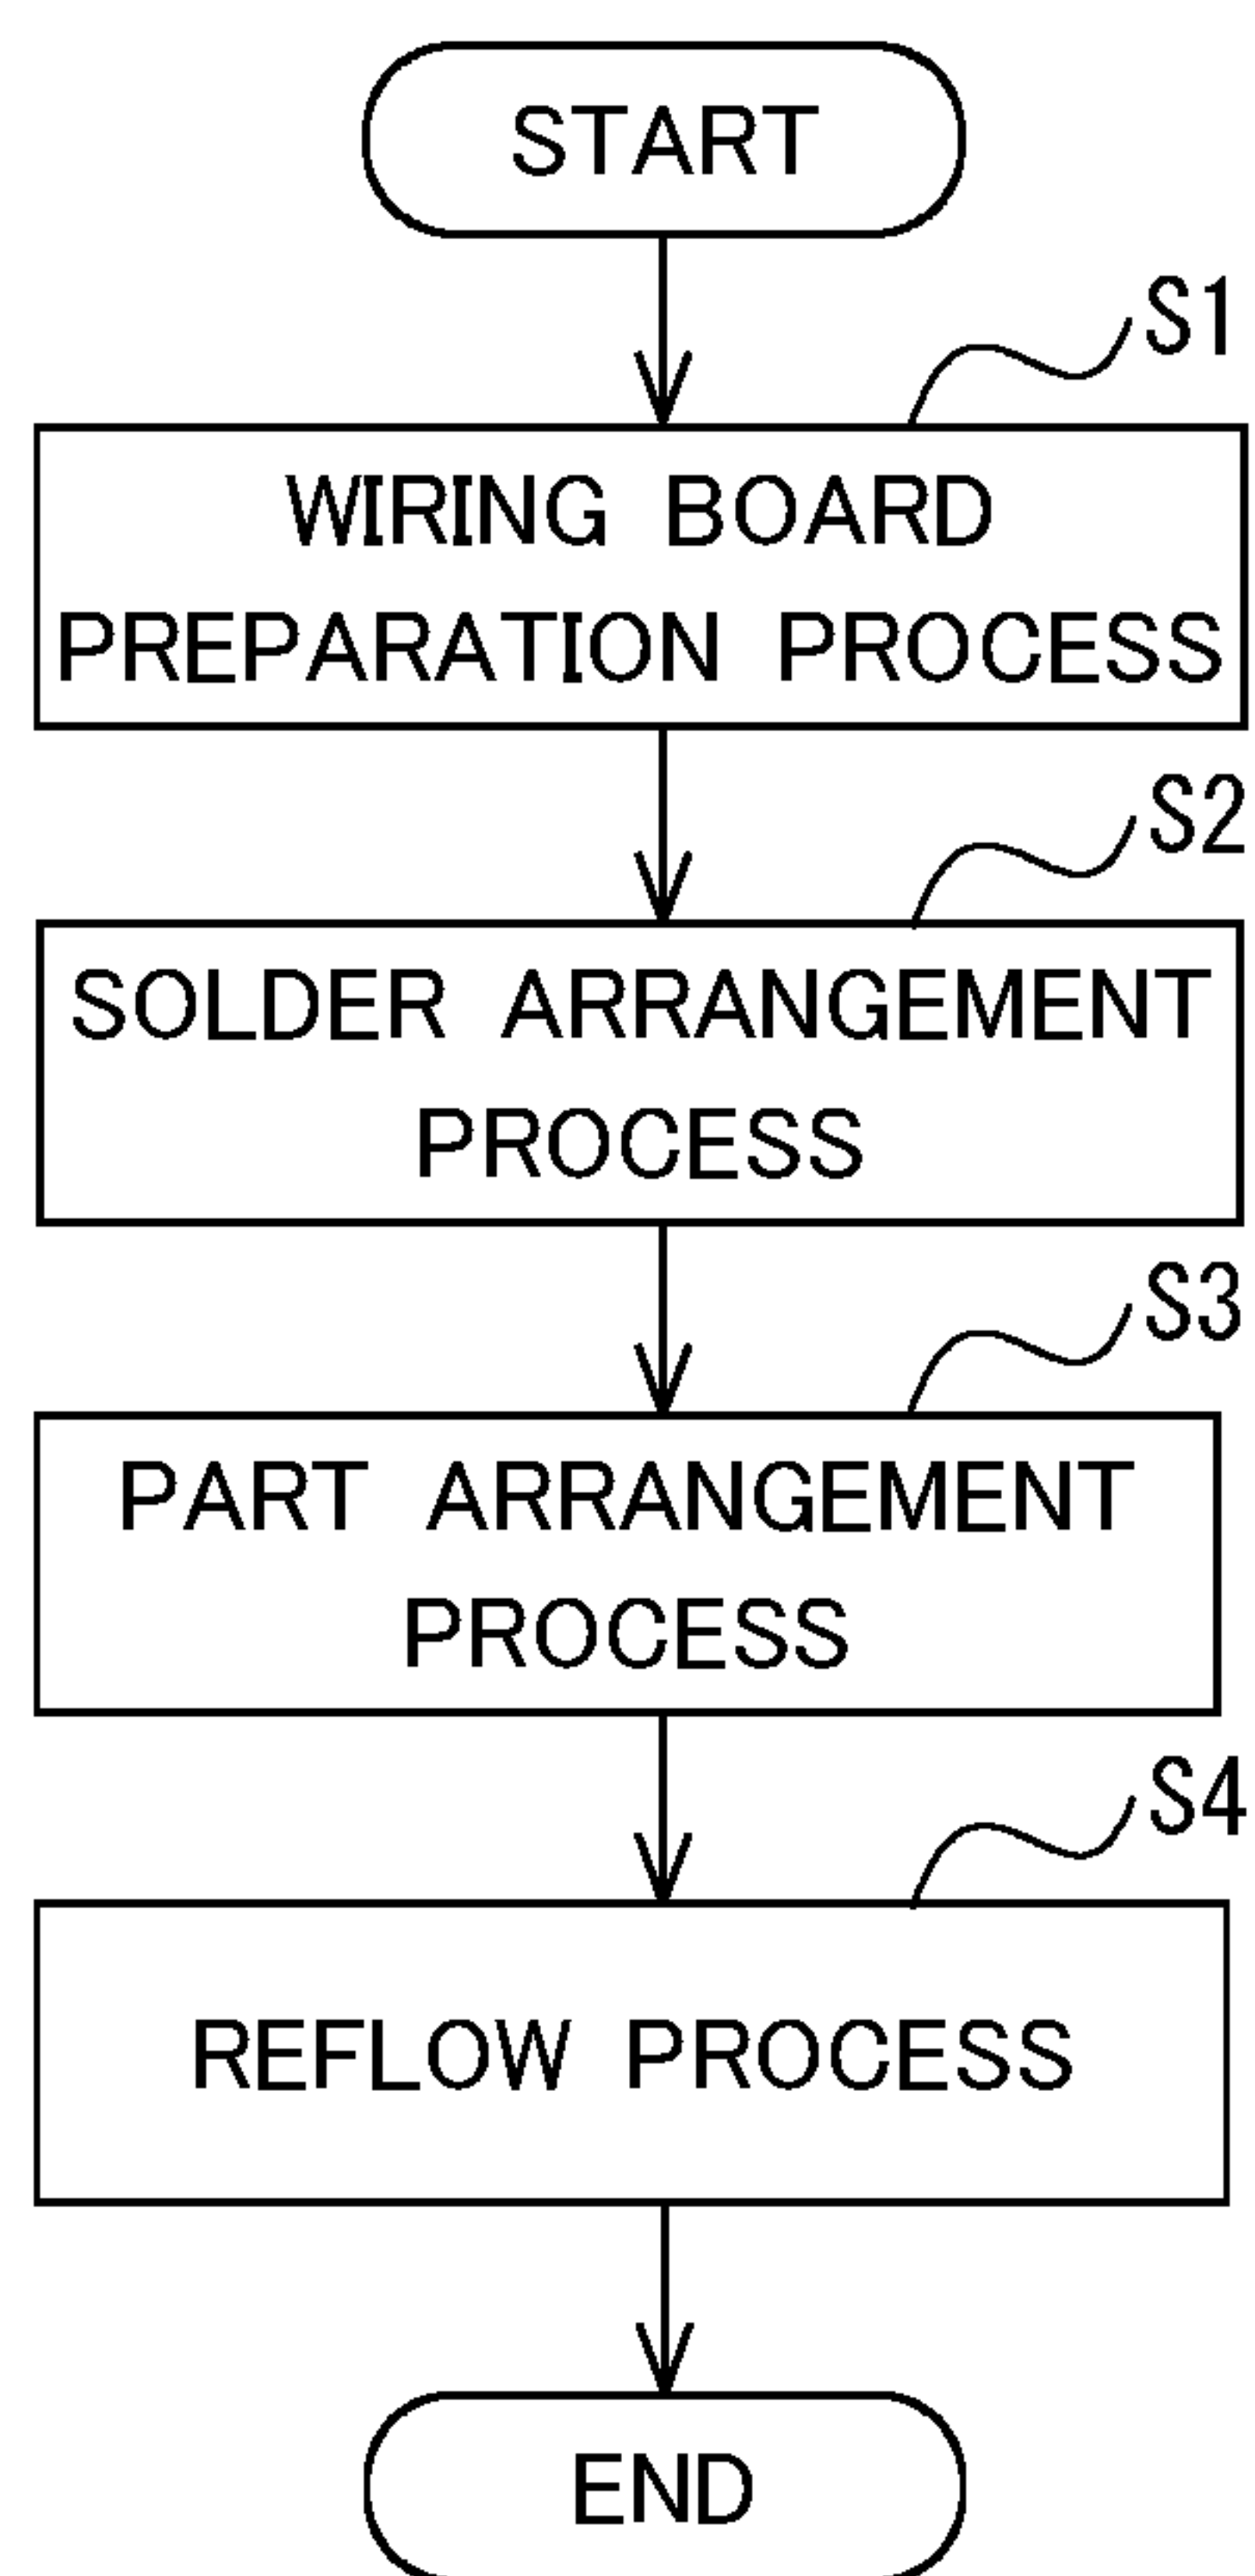 START
S1
WIRING BOARD
PREPARATION PROCESS
S2
SOLDER ARRANGEMENT
PROCESS
S3
PART ARRANGEMENT
PROCESS
S4
REFLOW PROCESS
END